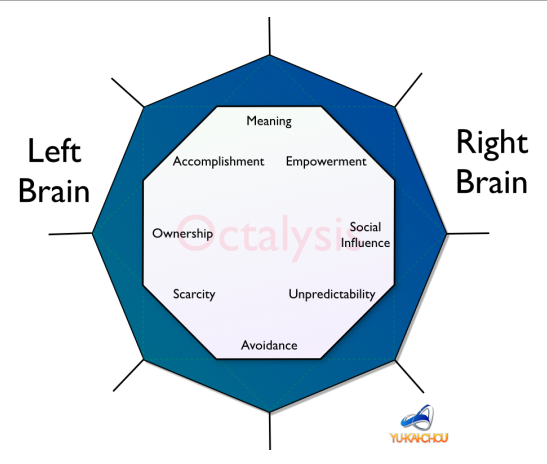 Meaning
Accomplishment Empowerment
Left
Brain
Right
Brain
Octalysis
Ownership
Social
Influence
Scarcity
Unpredictability
Avoidance
YU-KAI-CHOU